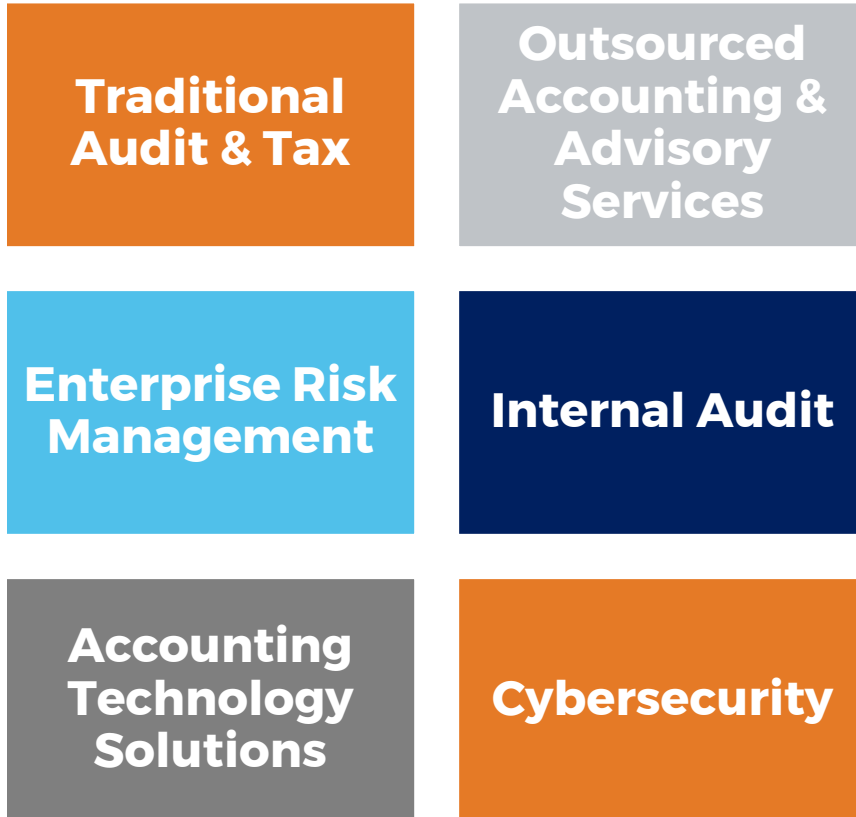 Traditional
Audit & Tax
Outsourced
Accounting &
Advisory
Services
Enterprise Risk
Management
Internal Audit
Accounting
Technology
Solutions
Cybersecurity